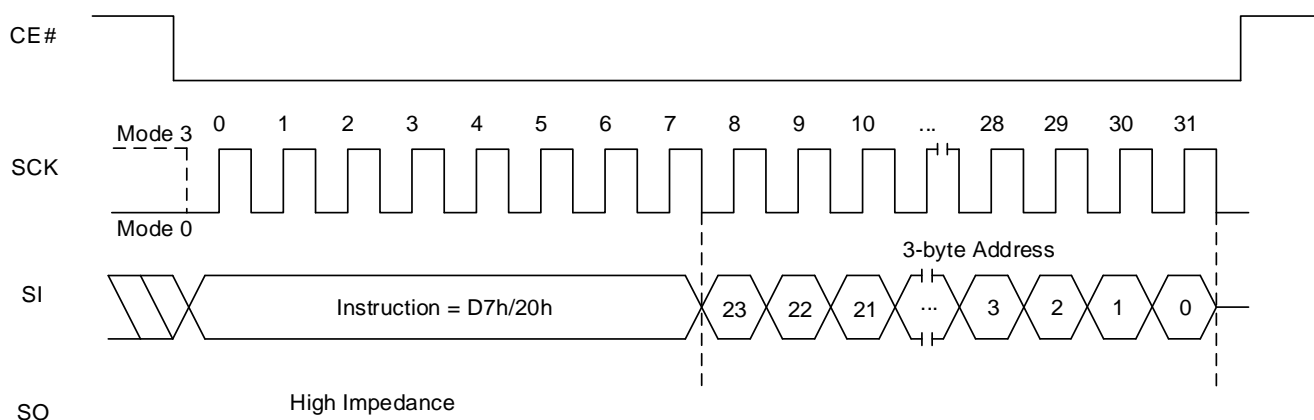 CE#
0 1 2 3 4 5 6 7 8 9 10 ... 28 29 30 31
Mode 3
SCK
Mode 0
3-byte Address
SI
Instruction = D7h/20h
23 22 21 ... 3 2 1 0
High Impedance
SO